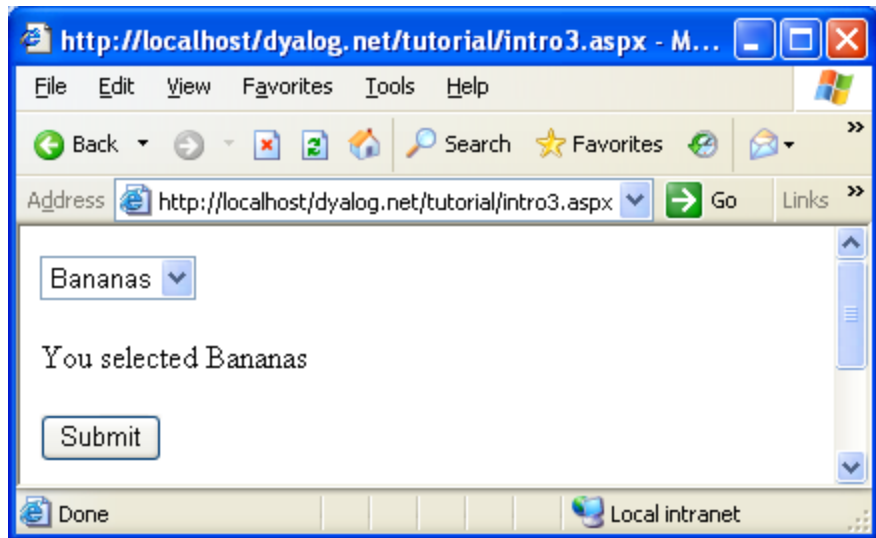 http://localhost/dyalog.net/tutorial/intro3.aspx - M...
File Edit View Favorites Tools Help
Back Search Favorites »
Address http://localhost/dyalog.net/tutorial/intro3.aspx Go Links »
Bananas
You selected Bananas
Submit
Done Local intranet